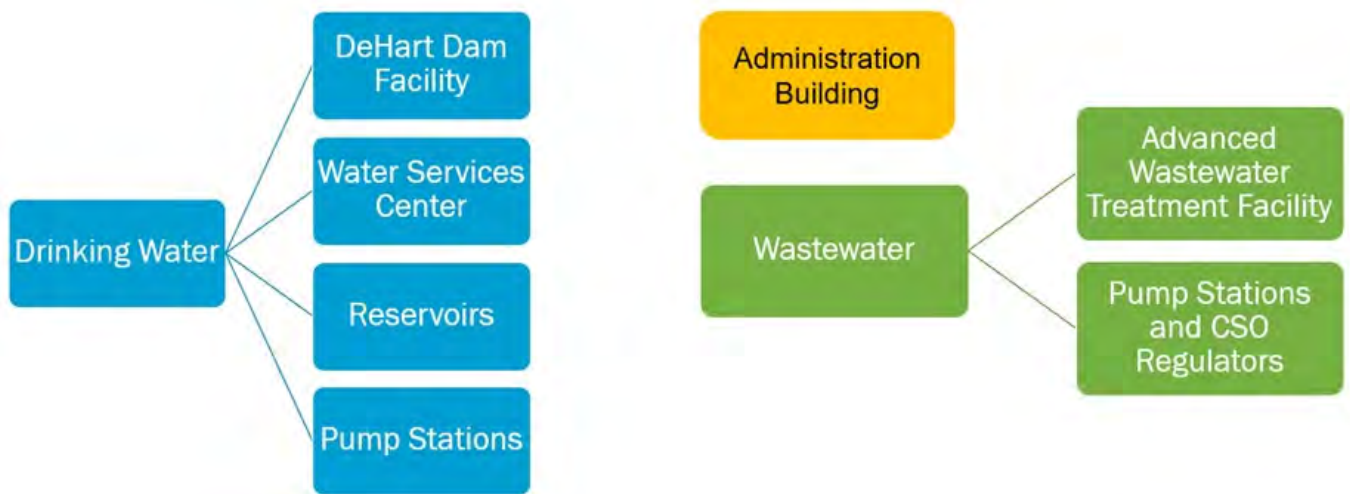 Drinking Water
DeHart Dam
Facility
Water Services
Center
Reservoirs
Pump Stations
Administration
Building
Wastewater
Advanced
Wastewater
Treatment Facility
Pump Stations
and CSO
Regulators